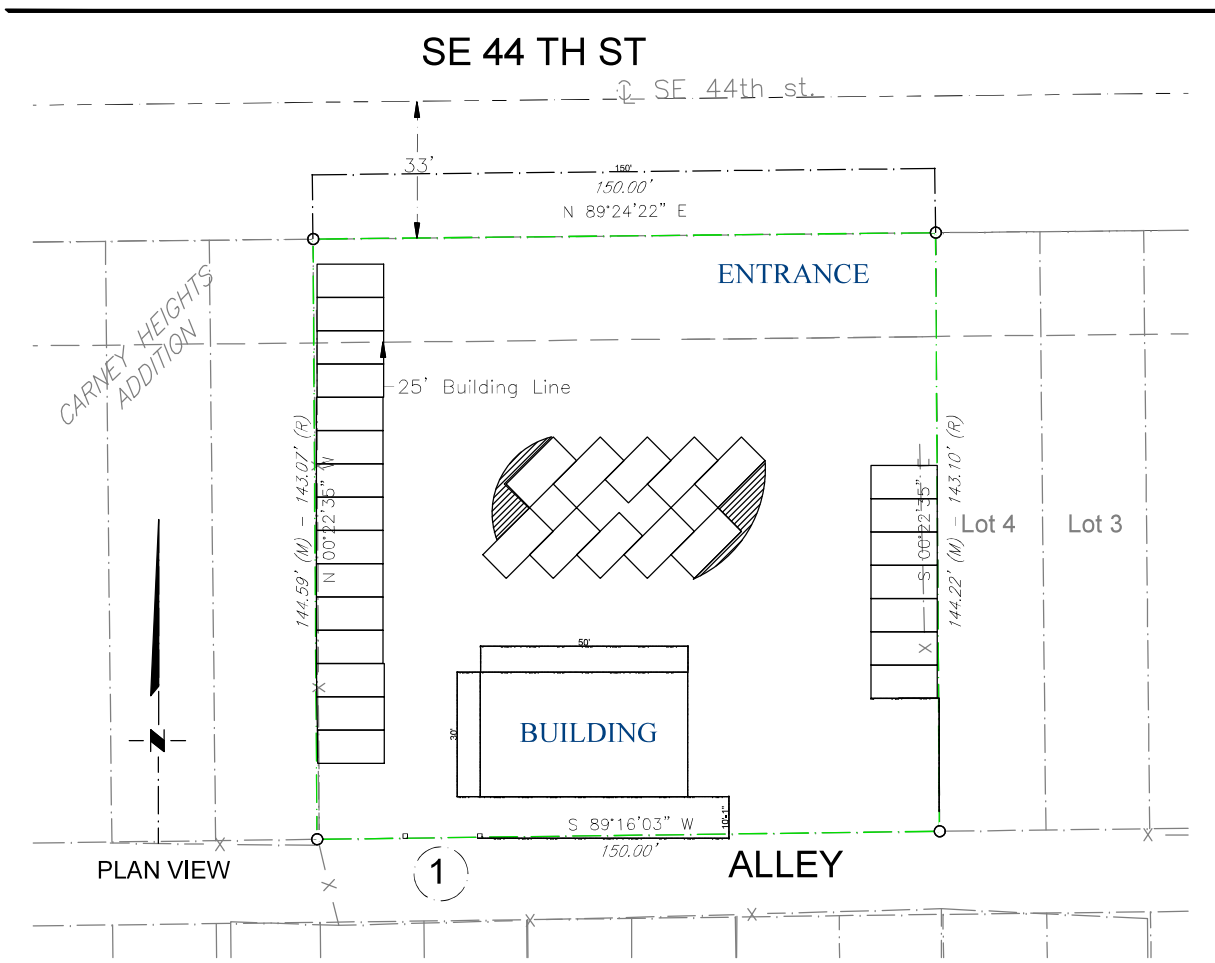 SE 44 TH ST
℄ SE 44th st.
33'
150'
150.00'
N 89°24'22" E
ENTRANCE
CARNEY HEIGHTS
ADDITION
25' Building Line
144.59' (M) - 143.07' (R)
N 00°22'35" W
S 00°22'35" E
144.22' (M) - 143.10' (R)
Lot 4
Lot 3
50'
30'
BUILDING
N
10'-1"
S 89°16'03" W
150.00'
PLAN VIEW
1
ALLEY